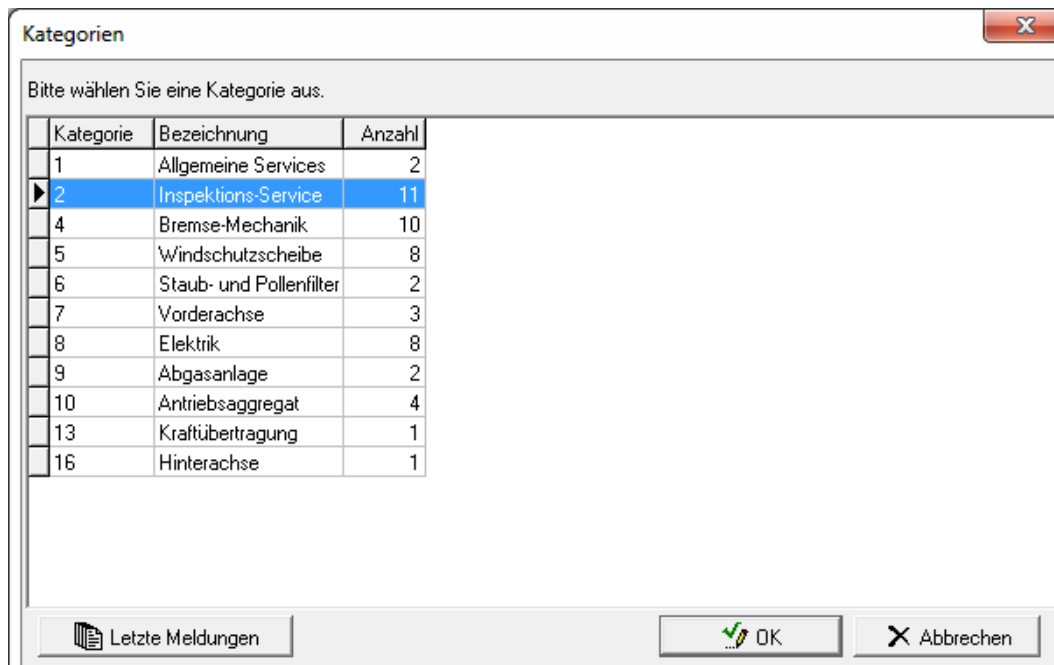 Kategorien
Bitte wählen Sie eine Kategorie aus.
Kategorie Bezeichnung Anzahl
1 Allgemeine Services 2
2 Inspektions-Service 11
4 Bremse-Mechanik 10
5 Windschutzscheibe 8
6 Staub- und Pollenfilter 2
7 Vorderachse 3
8 Elektrik 8
9 Abgasanlage 2
10 Antriebsaggregat 4
13 Kraftübertragung 1
16 Hinterachse 1
Letzte Meldungen OK Abbrechen